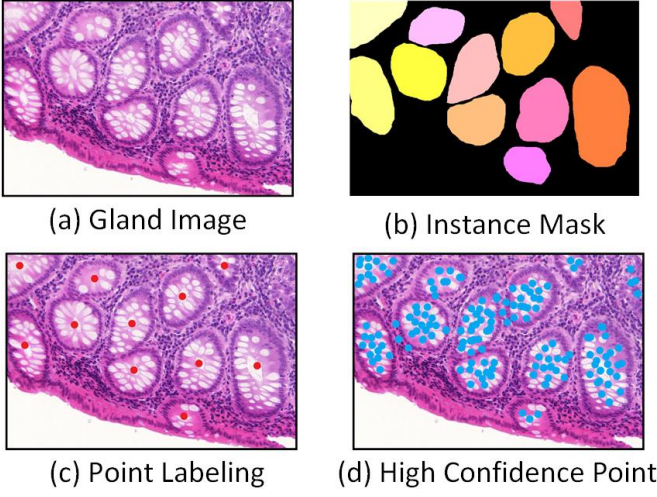 (a) Gland Image
(b) Instance Mask
(c) Point Labeling
(d) High Confidence Point